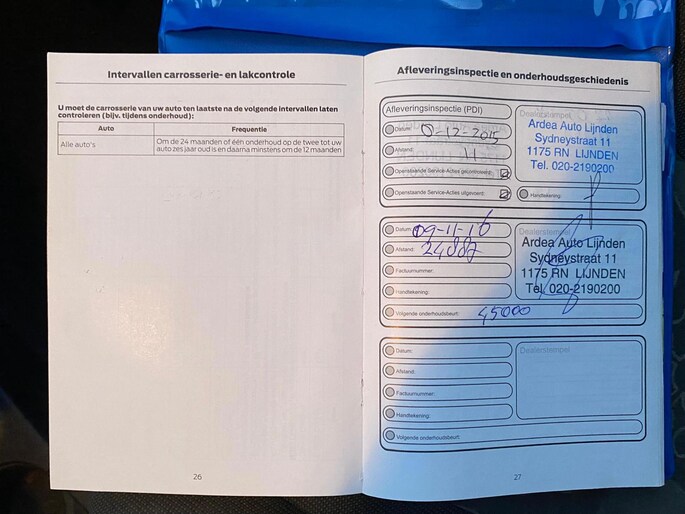 Intervallen carrosserie- en lakcontrole
U moet de carrosserie van uw auto ten laatste na de volgende intervallen laten
controleren (bijv. tijdens onderhoud):
Auto
Frequentie
Alle auto's
Om de 24 maanden of één onderhoud op de twee tot uw
auto zes jaar oud is en daarna minstens om de 12 maanden
26
Afleveringsinspectie en onderhoudsgeschiedenis
Afleveringsinspectie (PDI)
Datum: 0-12-2015
Afstand: 11
Openstaande Service-Acties gecontroleerd:
Openstaande Service-Acties uitgevoerd:
Dealerstempel
Ardea Auto Lijnden
Sydneystraat 11
1175 RN LIJNDEN
Tel. 020-2190200
Handtekening:
Datum: 09-11-16
Afstand: 24887
Factuurnummer:
Handtekening:
Volgende onderhoudsbeurt: 45000
Dealerstempel
Ardea Auto Lijnden
Sydneystraat 11
1175 RN LIJNDEN
Tel. 020-2190200
Datum:
Afstand:
Factuurnummer:
Handtekening:
Volgende onderhoudsbeurt:
Dealerstempel
27